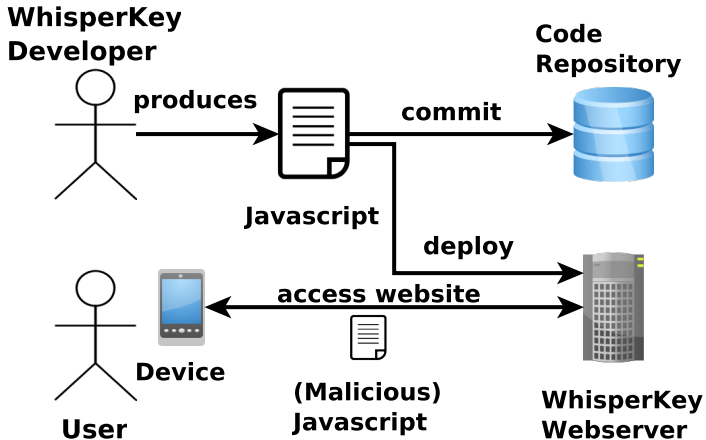 WhisperKey
Developer
produces
commit
Code
Repository
Javascript
deploy
access website
Device
User
(Malicious)
Javascript
WhisperKey
Webserver